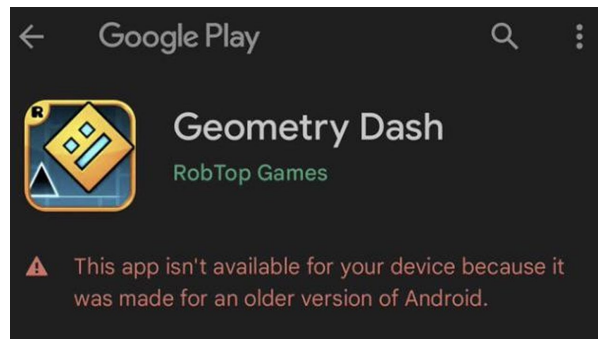 Google Play
R
Geometry Dash
RobTop Games
This app isn't available for your device because it
was made for an older version of Android.